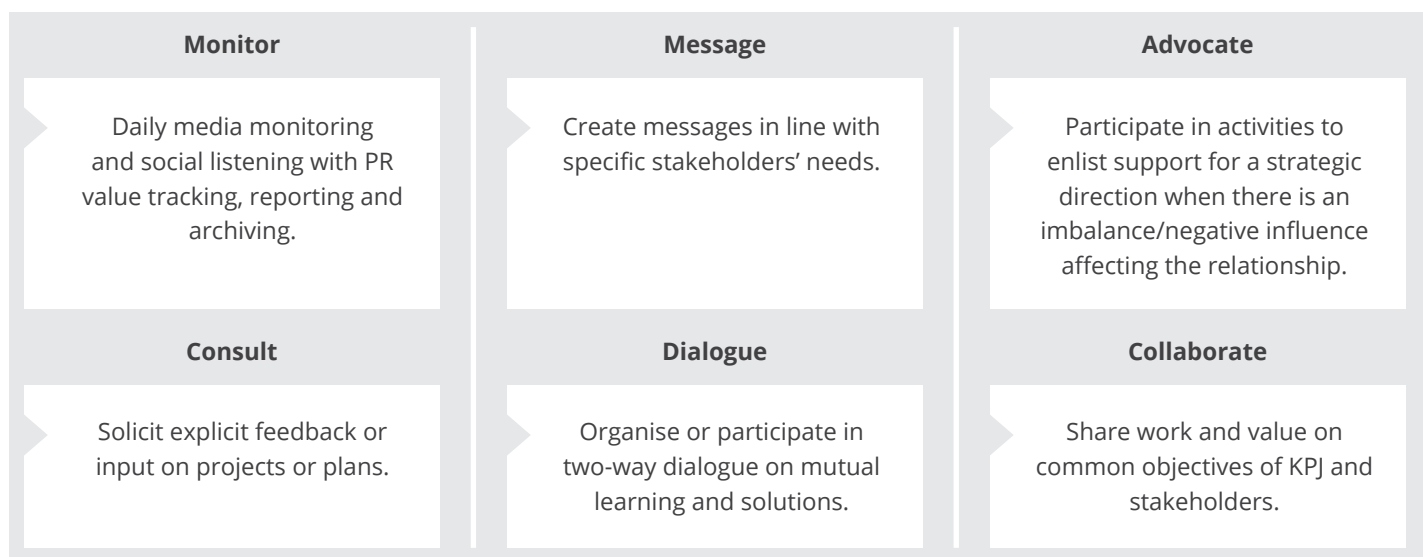 Monitor
Daily media monitoring
and social listening with PR
value tracking, reporting and
archiving.
Message
Create messages in line with
specific stakeholders’ needs.
Advocate
Participate in activities to
enlist support for a strategic
direction when there is an
imbalance/negative influence
affecting the relationship.
Consult
Solicit explicit feedback or
input on projects or plans.
Dialogue
Organise or participate in
two-way dialogue on mutual
learning and solutions.
Collaborate
Share work and value on
common objectives of KPJ and
stakeholders.